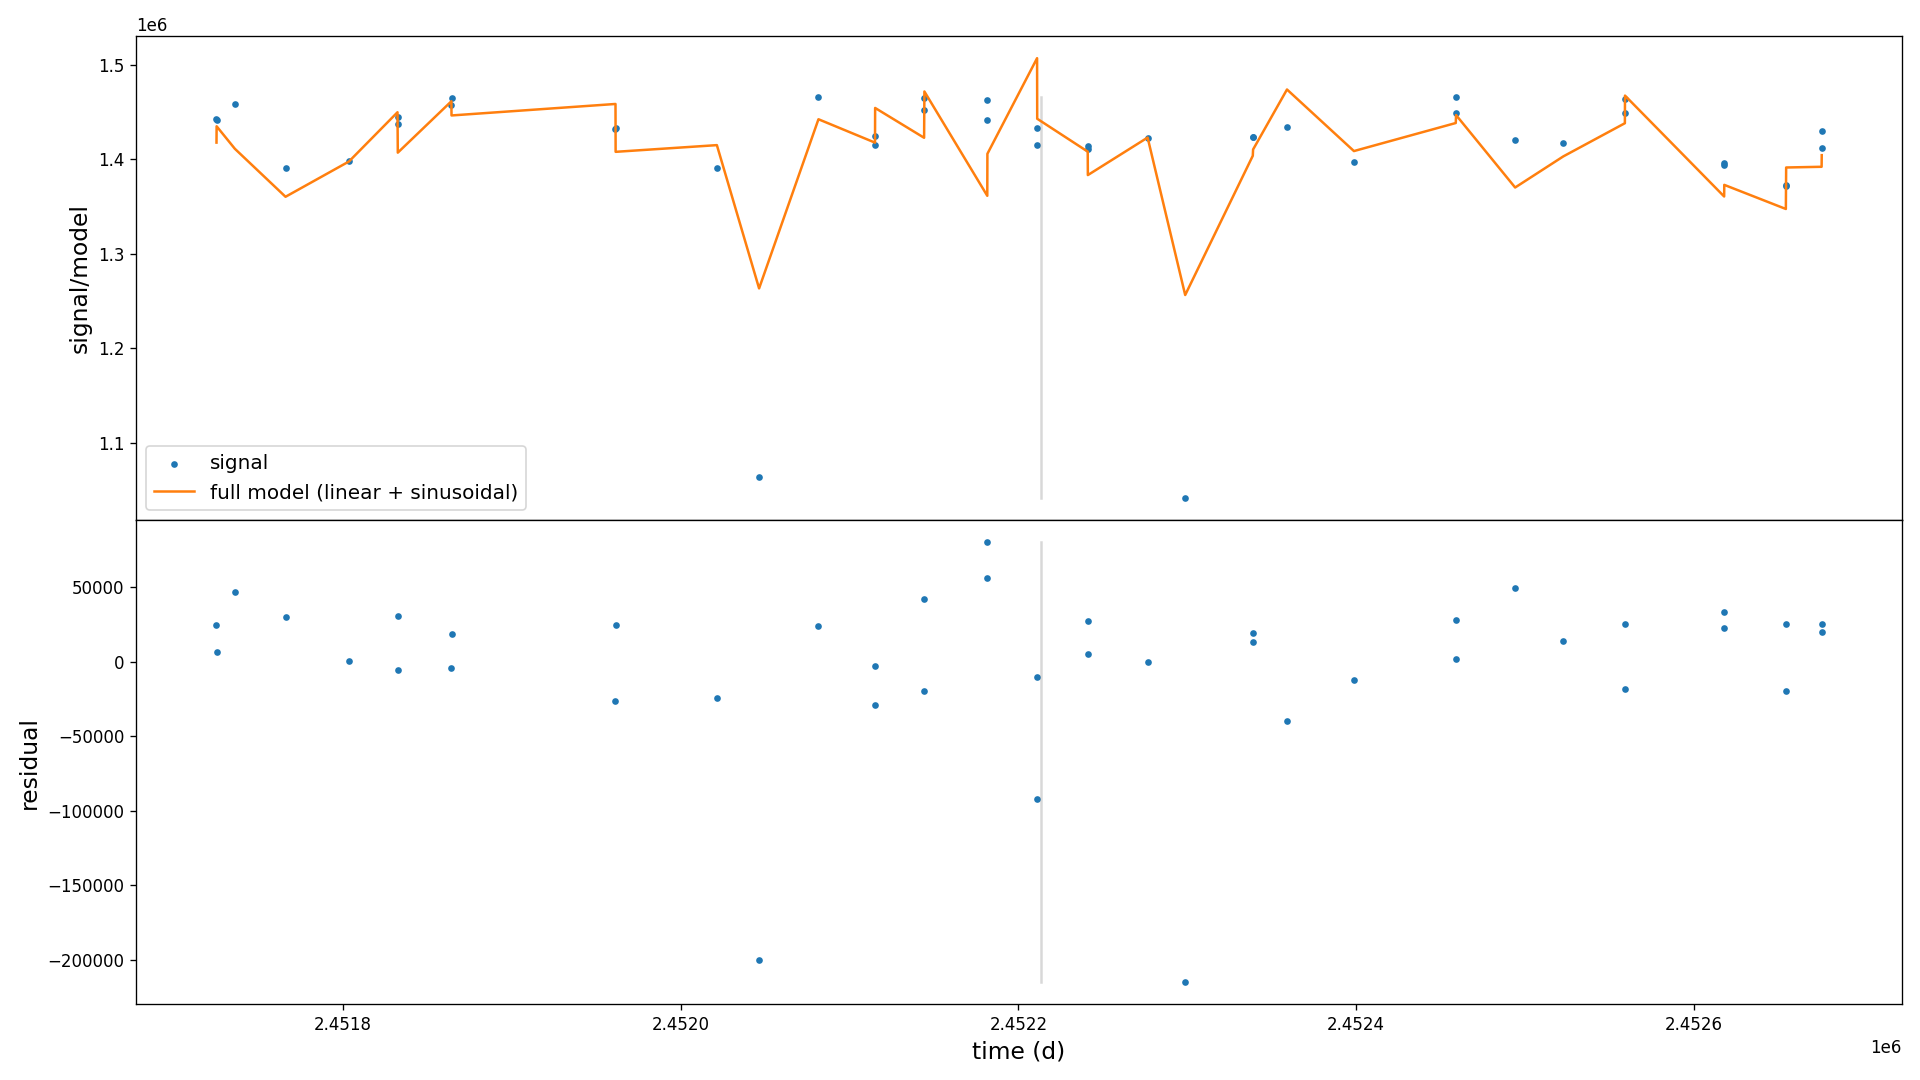 1e6
1.5
1.4
1.3
1.2
1.1
signal/model
signal
full model (linear + sinusoidal)
50000
0
−50000
−100000
−150000
−200000
residual
2.4518
2.4520
2.4522
2.4524
2.4526
time (d)
1e6